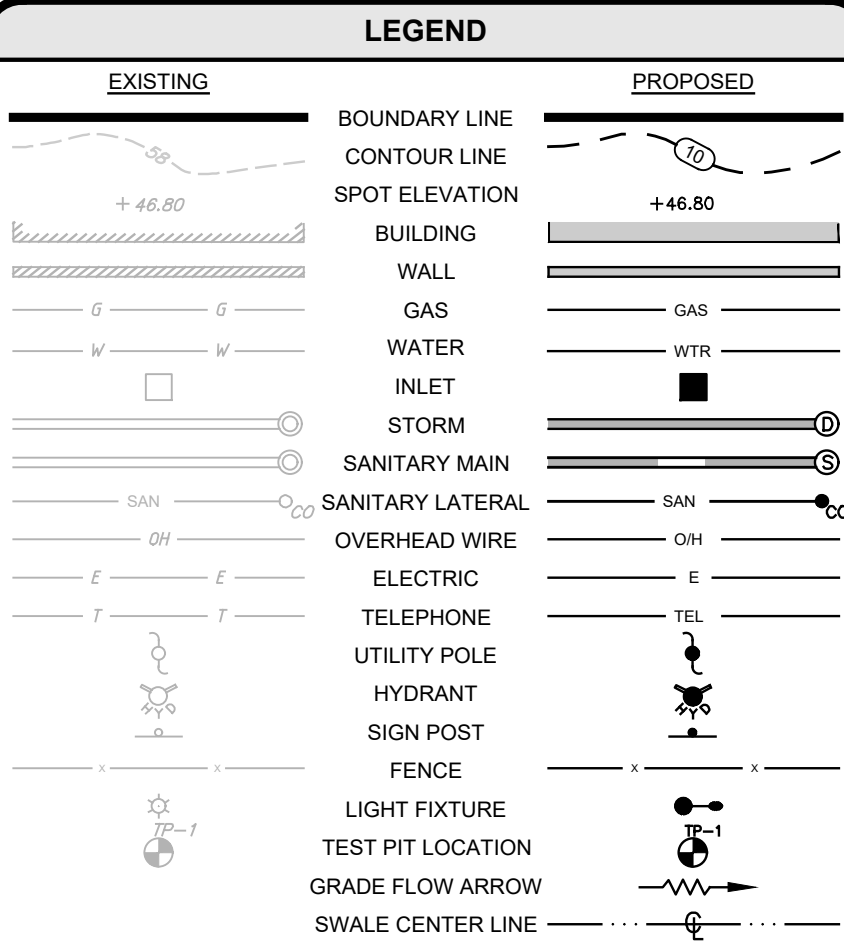 LEGEND
EXISTING PROPOSED
BOUNDARY LINE
58 CONTOUR LINE 10
+ 46.80 SPOT ELEVATION +46.80
BUILDING
WALL
G G GAS GAS
W W WATER WTR
INLET
STORM D
SANITARY MAIN S
SAN CO SANITARY LATERAL SAN CO
OH OVERHEAD WIRE O/H
E E ELECTRIC E
T T TELEPHONE TEL
UTILITY POLE
HYD HYDRANT HYD
SIGN POST
x x FENCE x x
LIGHT FIXTURE
TP-1 TEST PIT LOCATION TP-1
GRADE FLOW ARROW
SWALE CENTER LINE ℄